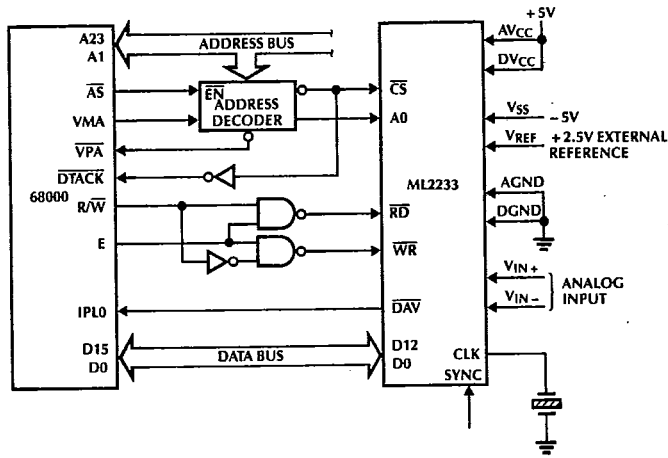 A23
A1
ADDRESS BUS
AS
VMA
VPA
DTACK
68000
R/W
E
IPL0
D15
D0
DATA BUS
EN
ADDRESS
DECODER
CS
A0
ML2233
RD
WR
DAV
D12
D0
CLK
SYNC
+5V
AVCC
DVCC
VSS
-5V
VREF
+2.5V EXTERNAL
REFERENCE
AGND
DGND
VIN+
VIN-
ANALOG
INPUT